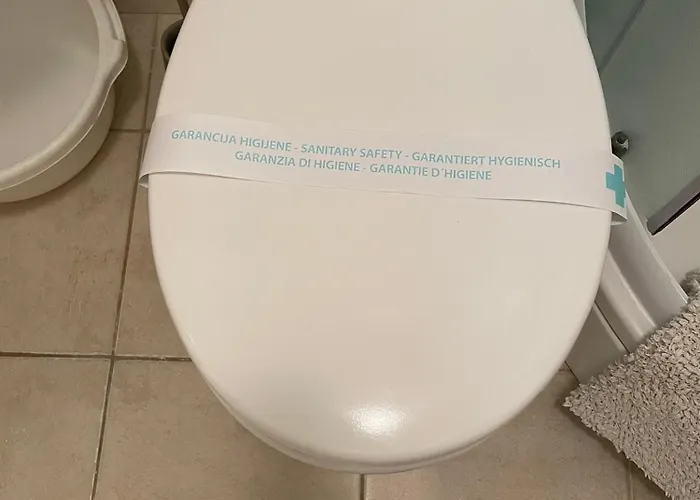 GARANCIJA HIGIJENE - SANITARY SAFETY - GARANTIERT HYGIENISCH
GARANZIA DI HIGIENE - GARANTIE D´HIGIENE